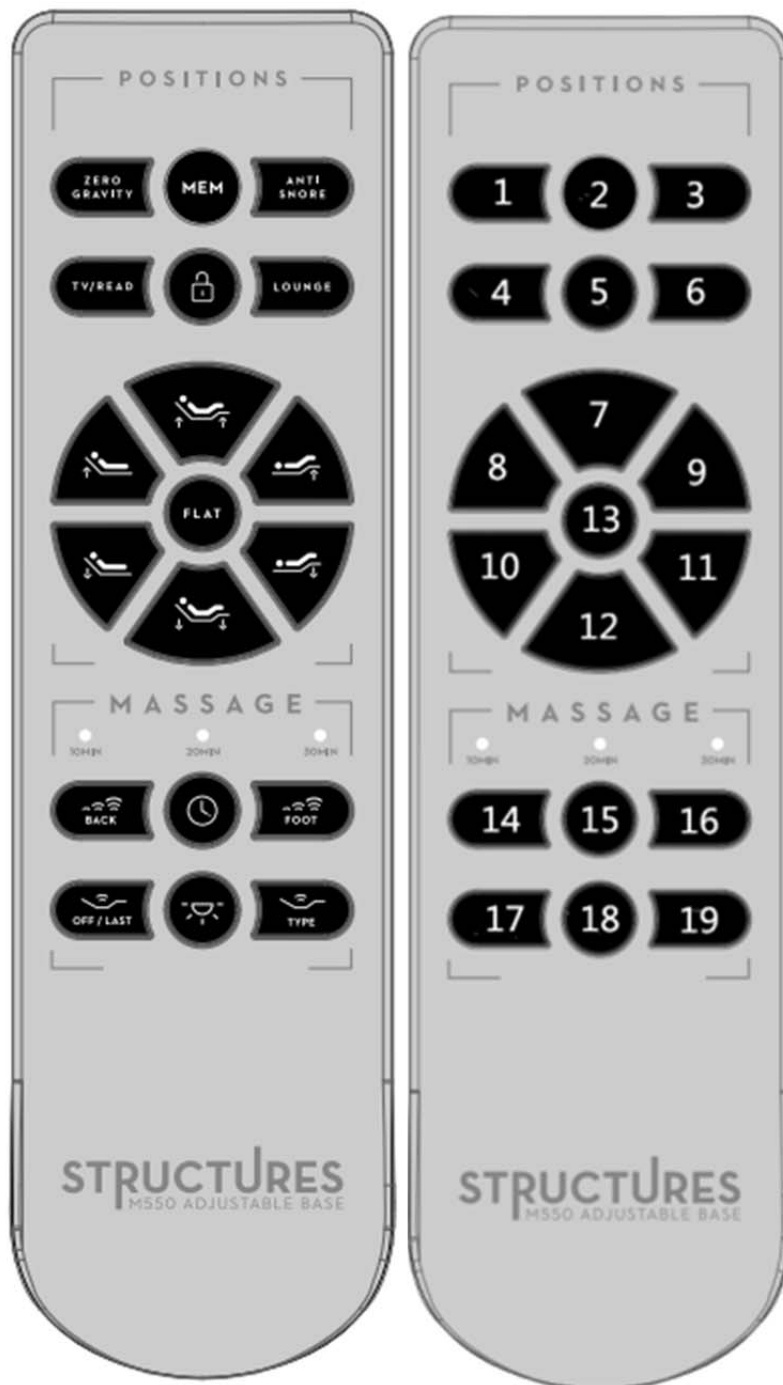 POSITIONS
ZERO GRAVITY
MEM
ANTI SNORE
TV/READ
LOUNGE
FLAT
MASSAGE
10MIN
20MIN
30MIN
BACK
FOOT
OFF/LAST
TYPE
STRUCTURES
M550 ADJUSTABLE BASE
POSITIONS
1
2
3
4
5
6
7
8
9
10
11
12
13
MASSAGE
10MIN
20MIN
30MIN
14
15
16
17
18
19
STRUCTURES
M550 ADJUSTABLE BASE